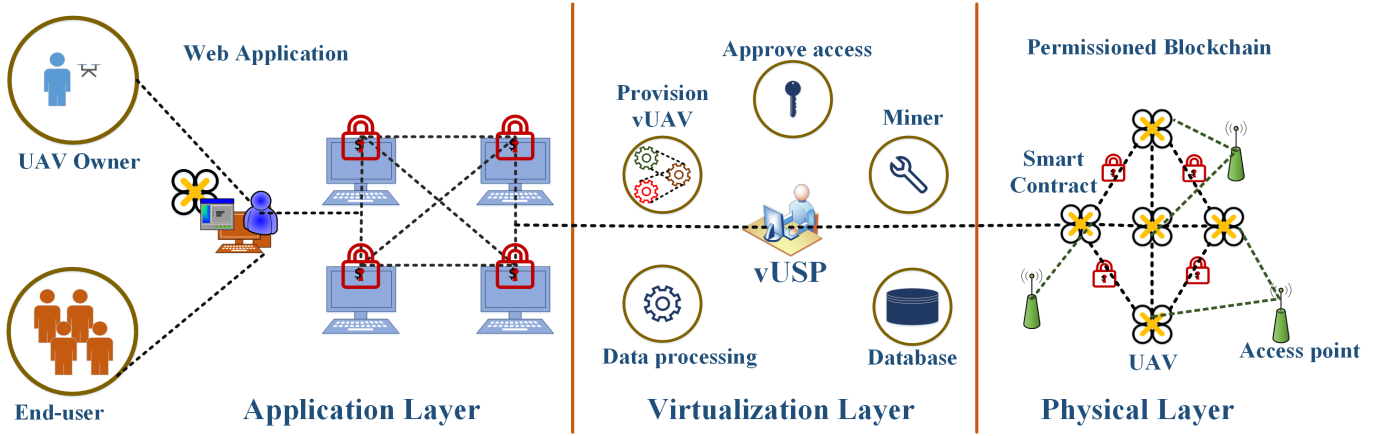 Web Application
UAV Owner
End-user
Application Layer
Approve access
Provision
vUAV
Miner
vUSP
Data processing
Database
Virtualization Layer
Permissioned Blockchain
Smart
Contract
UAV
Access point
Physical Layer